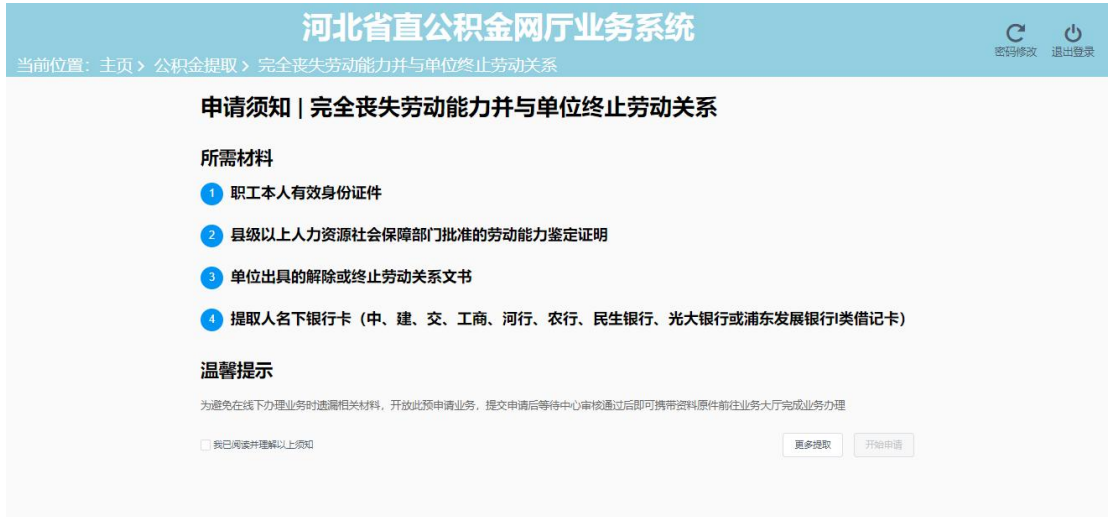 河北省直公积金网厅业务系统
密码修改 退出登录
当前位置：主页 > 公积金提取 > 完全丧失劳动能力并与单位终止劳动关系
申请须知 | 完全丧失劳动能力并与单位终止劳动关系
所需材料
1 职工本人有效身份证件
2 县级以上人力资源社会保障部门批准的劳动能力鉴定证明
3 单位出具的解除或终止劳动关系文书
4 提取人名下银行卡（中、建、交、工商、河行、农行、民生银行、光大银行或浦东发展银行I类借记卡）
温馨提示
为避免在线下办理业务时遗漏相关材料，开放此预申请业务，提交申请后等待中心审核通过后即可携带资料原件前往业务大厅完成业务办理
我已阅读并理解以上须知 更多提取 开始申请